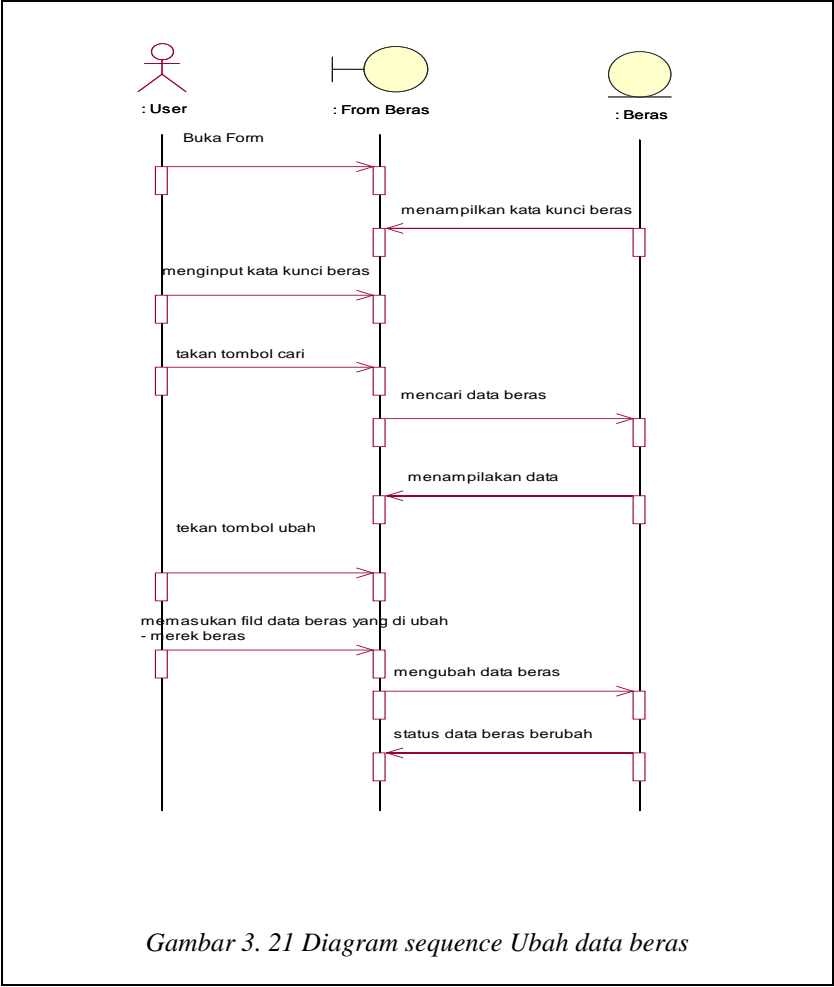 : User
: From Beras
: Beras
Buka Form
menampilkan kata kunci beras
menginput kata kunci beras
takan tombol cari
mencari data beras
menampilakan data
tekan tombol ubah
memasukan fild data beras yang di ubah
- merek beras
mengubah data beras
status data beras berubah
Gambar 3. 21 Diagram sequence Ubah data beras